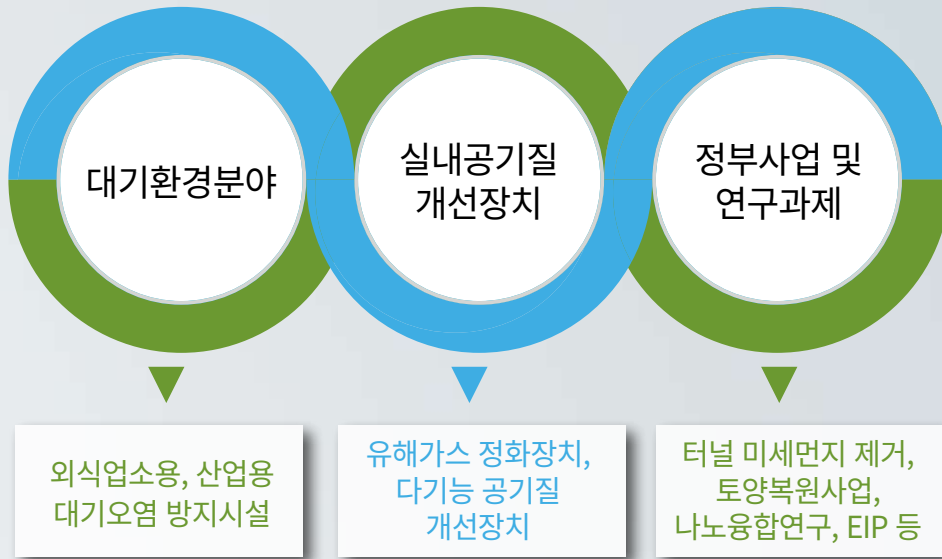 대기환경분야
실내공기질
개선장치
정부사업 및
연구과제
외식업소용, 산업용
대기오염 방지시설
유해가스 정화장치,
다기능 공기질
개선장치
터널 미세먼지 제거,
토양복원사업,
나노융합연구, EIP 등